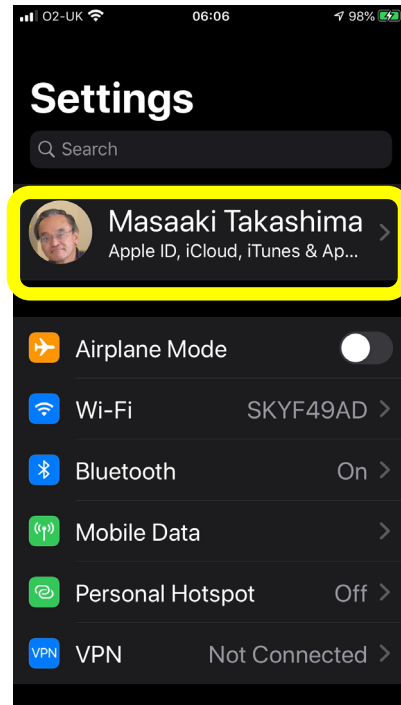 O2-UK 06:06 98%
Settings
Search
Masaaki Takashima
Apple ID, iCloud, iTunes & Ap...
Airplane Mode
Wi-Fi SKYF49AD
Bluetooth On
Mobile Data
Personal Hotspot Off
VPN VPN Not Connected